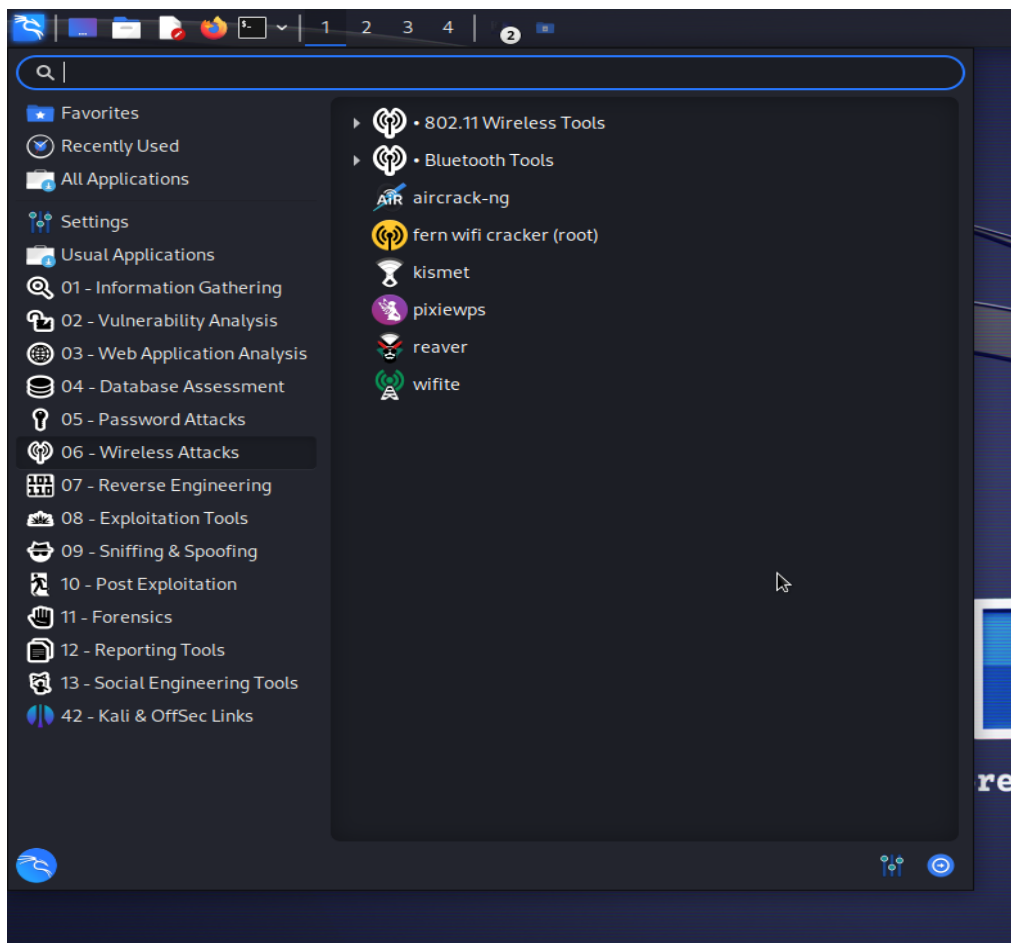 1 2 3 4 2
Favorites
Recently Used
All Applications
Settings
Usual Applications
01 - Information Gathering
02 - Vulnerability Analysis
03 - Web Application Analysis
04 - Database Assessment
05 - Password Attacks
06 - Wireless Attacks
07 - Reverse Engineering
08 - Exploitation Tools
09 - Sniffing & Spoofing
10 - Post Exploitation
11 - Forensics
12 - Reporting Tools
13 - Social Engineering Tools
42 - Kali & OffSec Links
• 802.11 Wireless Tools
• Bluetooth Tools
AIR aircrack-ng
fern wifi cracker (root)
kismet
pixiewps
reaver
wifite
re